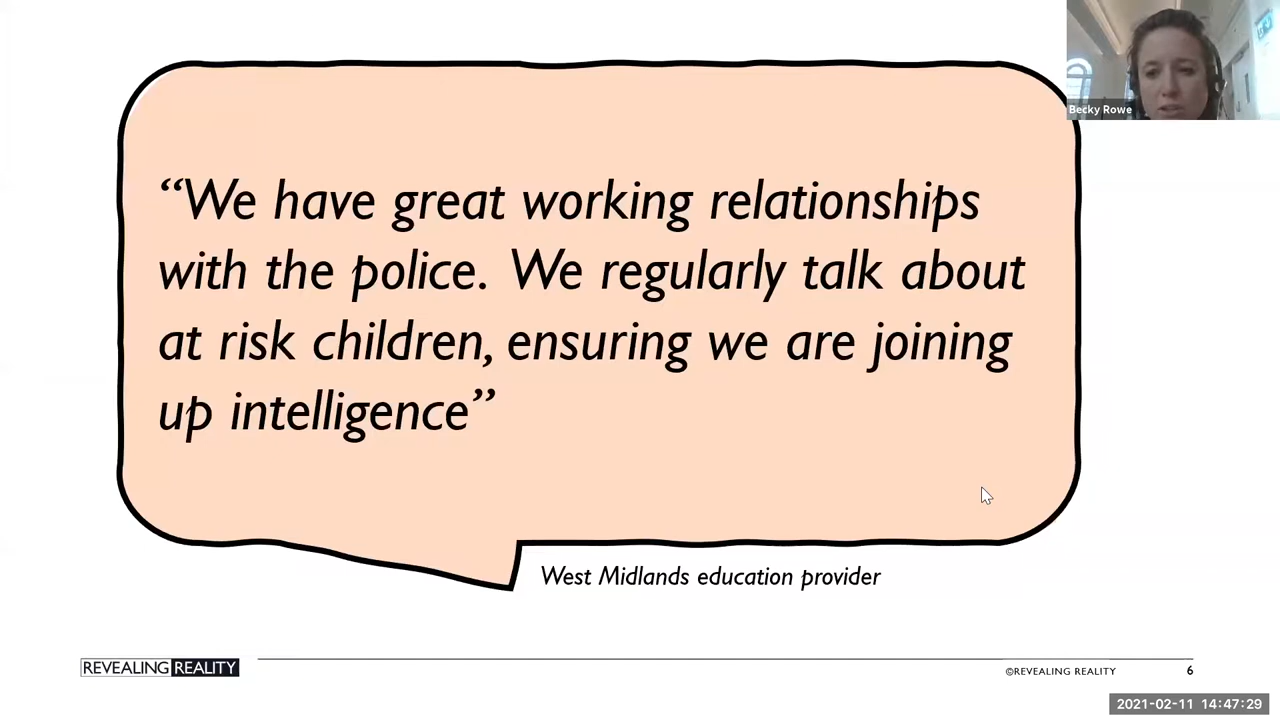 Becky Rowe
“We have great working relationships
with the police.  We regularly talk about
at risk children, ensuring we are joining
up intelligence”
West Midlands education provider
REVEALING REALITY
©REVEALING REALITY
6
2021-02-11 14:47:29